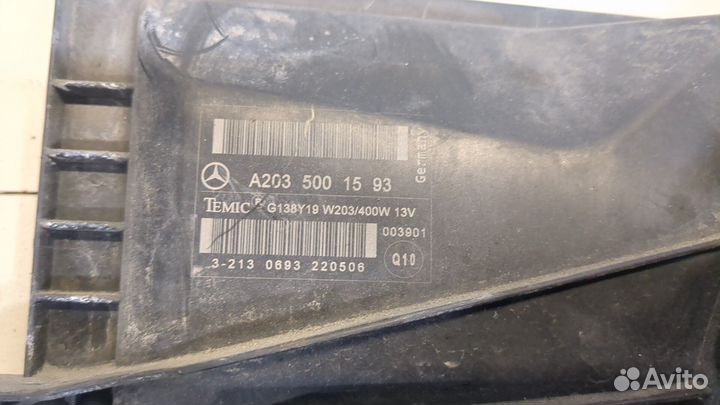 Germany
A203 500 15 93
TEMIC® G138Y19 W203/400W 13V
003901
3-213 0693 220506
Q10
Avito